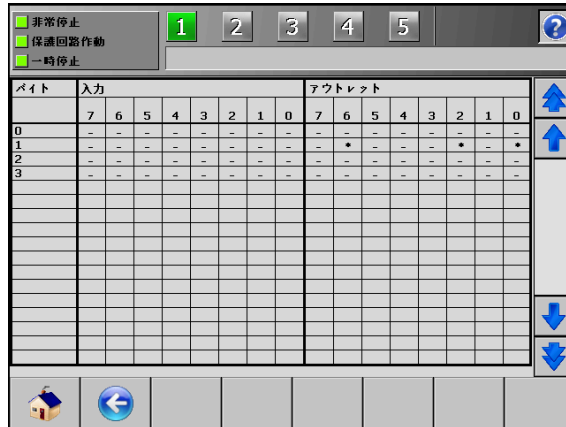 非常停止
保護回路作動
一時停止
1 2 3 4 5
?
バイト 入力 アウトレット
7 6 5 4 3 2 1 0 7 6 5 4 3 2 1 0
0 - - - - - - - - - - - - - - - -
1 - - - - - - - - - * - - - * - *
2 - - - - - - - - - - - - - - - -
3 - - - - - - - - - - - - - - - -